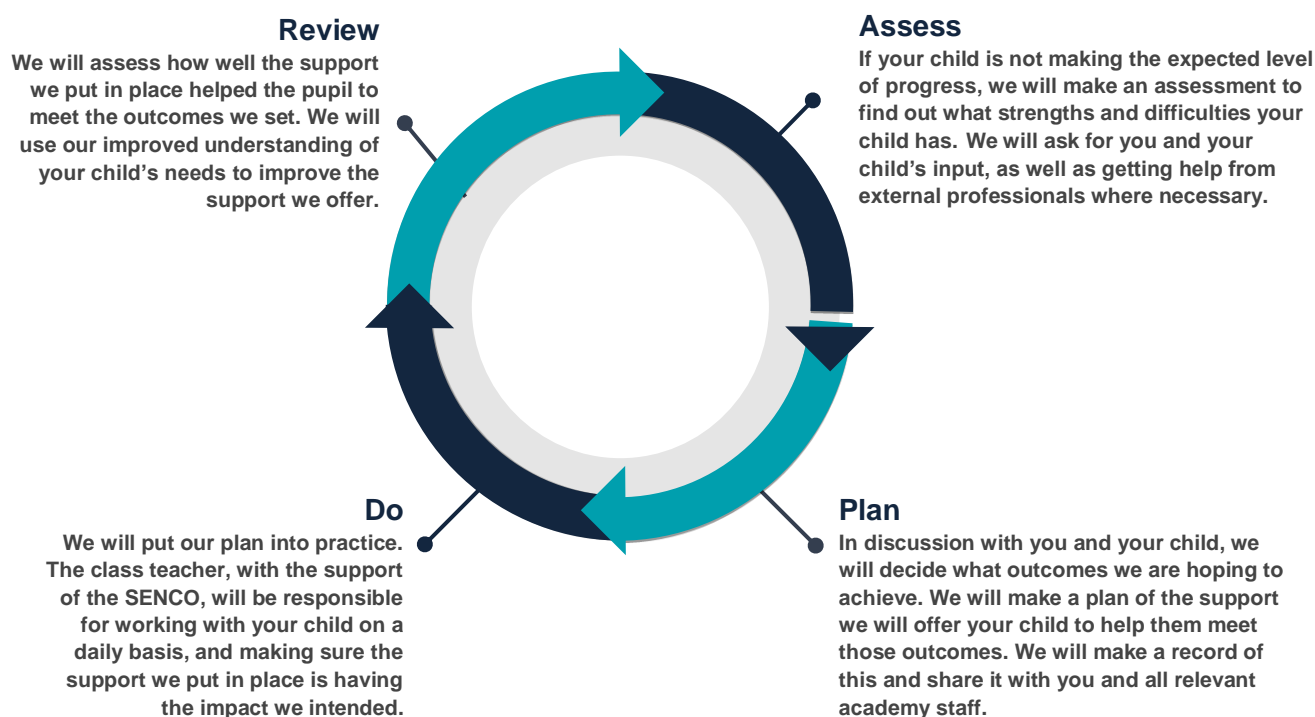 Review
We will assess how well the support
we put in place helped the pupil to
meet the outcomes we set. We will
use our improved understanding of
your child’s needs to improve the
support we offer.
Assess
If your child is not making the expected level
of progress, we will make an assessment to
find out what strengths and difficulties your
child has. We will ask for you and your
child’s input, as well as getting help from
external professionals where necessary.
Do
We will put our plan into practice.
The class teacher, with the support
of the SENCO, will be responsible
for working with your child on a
daily basis, and making sure the
support we put in place is having
the impact we intended.
Plan
In discussion with you and your child, we
will decide what outcomes we are hoping to
achieve. We will make a plan of the support
we will offer your child to help them meet
those outcomes. We will make a record of
this and share it with you and all relevant
academy staff.